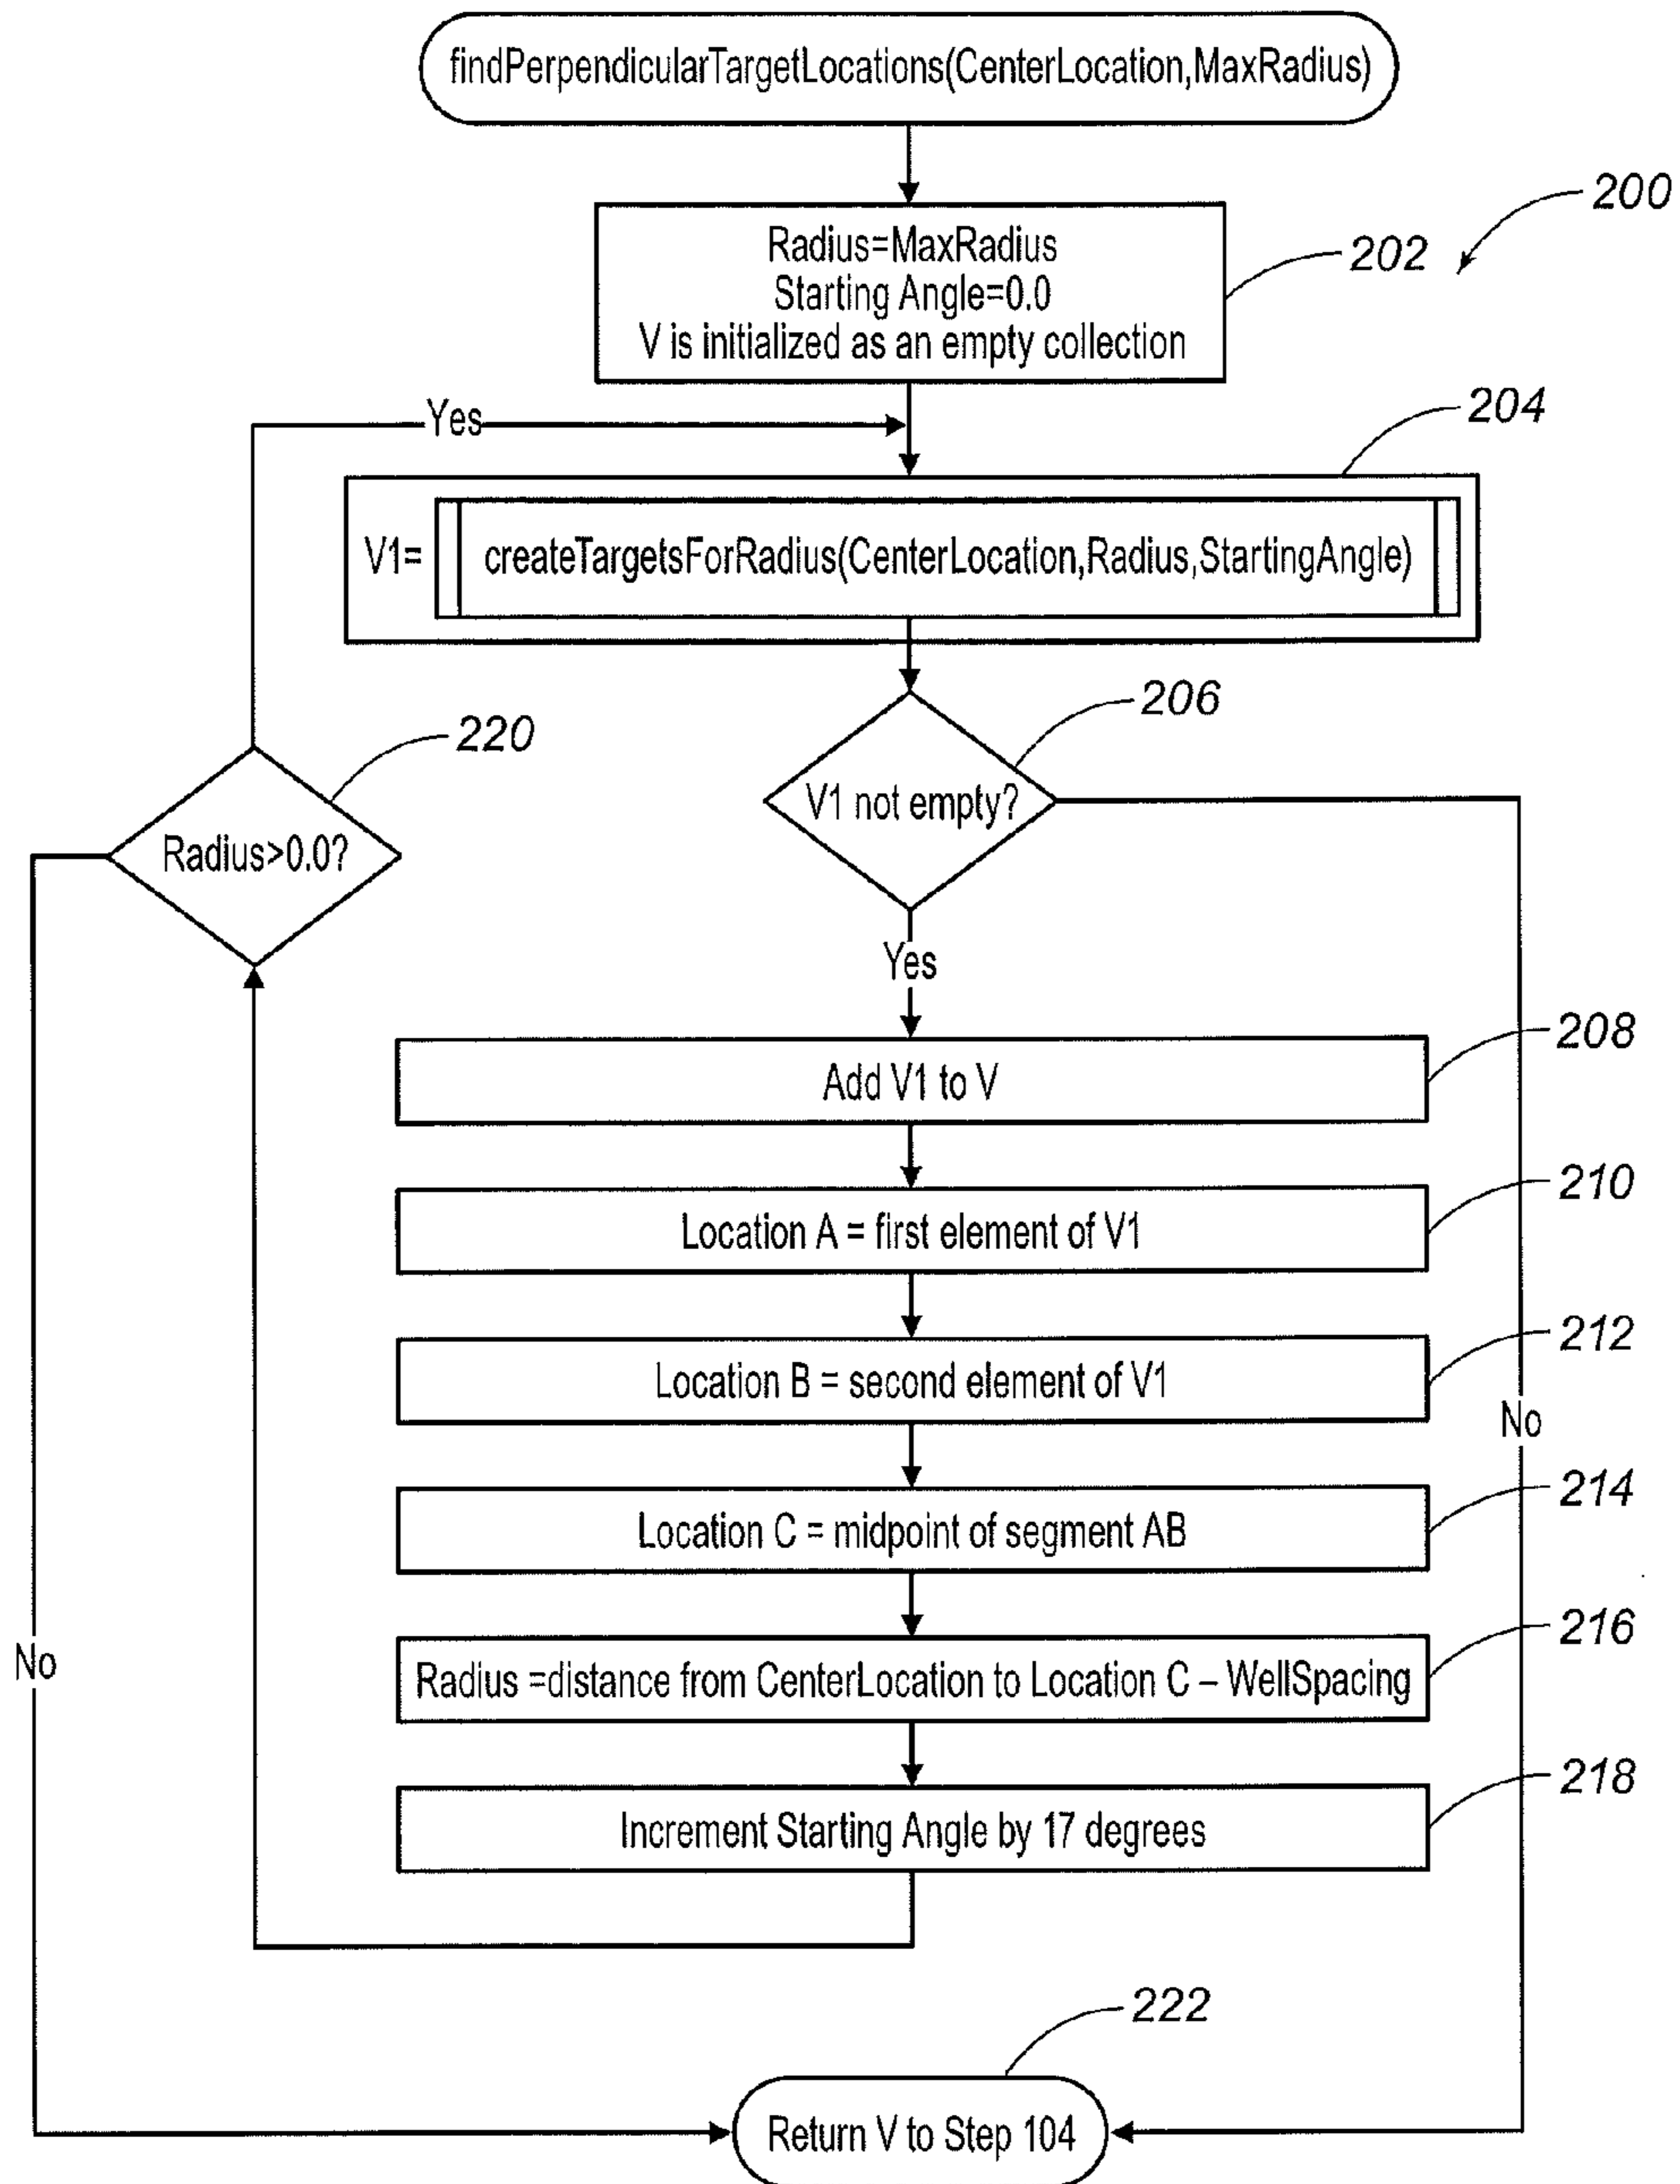 findPerpendicularTargetLocations(CenterLocation,MaxRadius)
200
Radius=MaxRadius
Starting Angle=0.0
V is initialized as an empty collection
202
Yes
204
V1=
createTargetsForRadius(CenterLocation,Radius,StartingAngle)
206
V1 not empty?
220
Radius>0.0?
Yes
208
Add V1 to V
210
Location A = first element of V1
212
Location B = second element of V1
No
214
Location C = midpoint of segment AB
216
Radius =distance from CenterLocation to Location C – WellSpacing
No
218
Increment Starting Angle by 17 degrees
222
Return V to Step 104